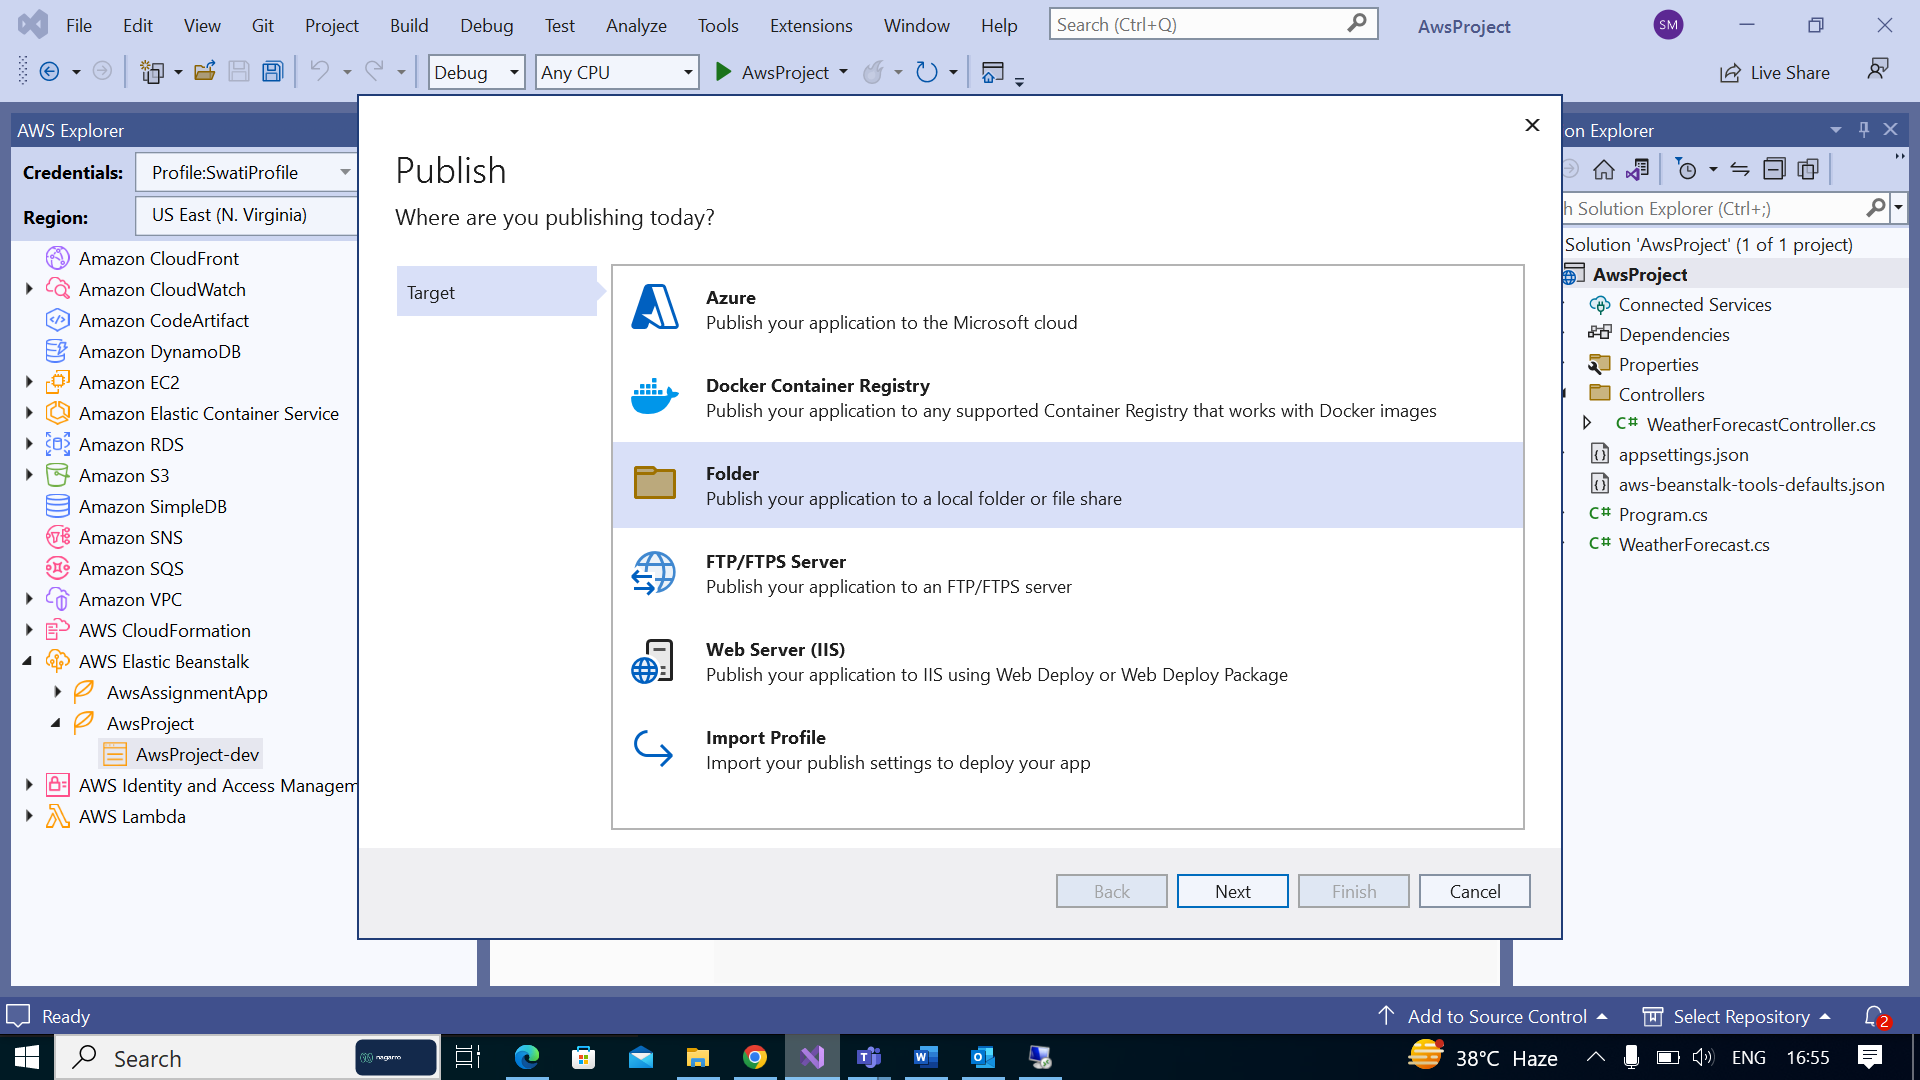 File Edit View Git Project Build Debug Test Analyze Tools Extensions Window Help Search (Ctrl+Q) AwsProject SM
Debug Any CPU AwsProject Live Share
AWS Explorer
Credentials: Profile:SwatiProfile
Region: US East (N. Virginia)
Amazon CloudFront
Amazon CloudWatch
Amazon CodeArtifact
Amazon DynamoDB
Amazon EC2
Amazon Elastic Container Service
Amazon RDS
Amazon S3
Amazon SimpleDB
Amazon SNS
Amazon SQS
Amazon VPC
AWS CloudFormation
AWS Elastic Beanstalk
AwsAssignmentApp
AwsProject
AwsProject-dev
AWS Identity and Access Managem
AWS Lambda
Publish
Where are you publishing today?
Target
Azure
Publish your application to the Microsoft cloud
Docker Container Registry
Publish your application to any supported Container Registry that works with Docker images
Folder
Publish your application to a local folder or file share
FTP/FTPS Server
Publish your application to an FTP/FTPS server
Web Server (IIS)
Publish your application to IIS using Web Deploy or Web Deploy Package
Import Profile
Import your publish settings to deploy your app
Back Next Finish Cancel
on Explorer
h Solution Explorer (Ctrl+;)
Solution 'AwsProject' (1 of 1 project)
AwsProject
Connected Services
Dependencies
Properties
Controllers
C# WeatherForecastController.cs
appsettings.json
aws-beanstalk-tools-defaults.json
C# Program.cs
C# WeatherForecast.cs
Ready Add to Source Control Select Repository 2
Search nagarro 38°C Haze ENG 16:55